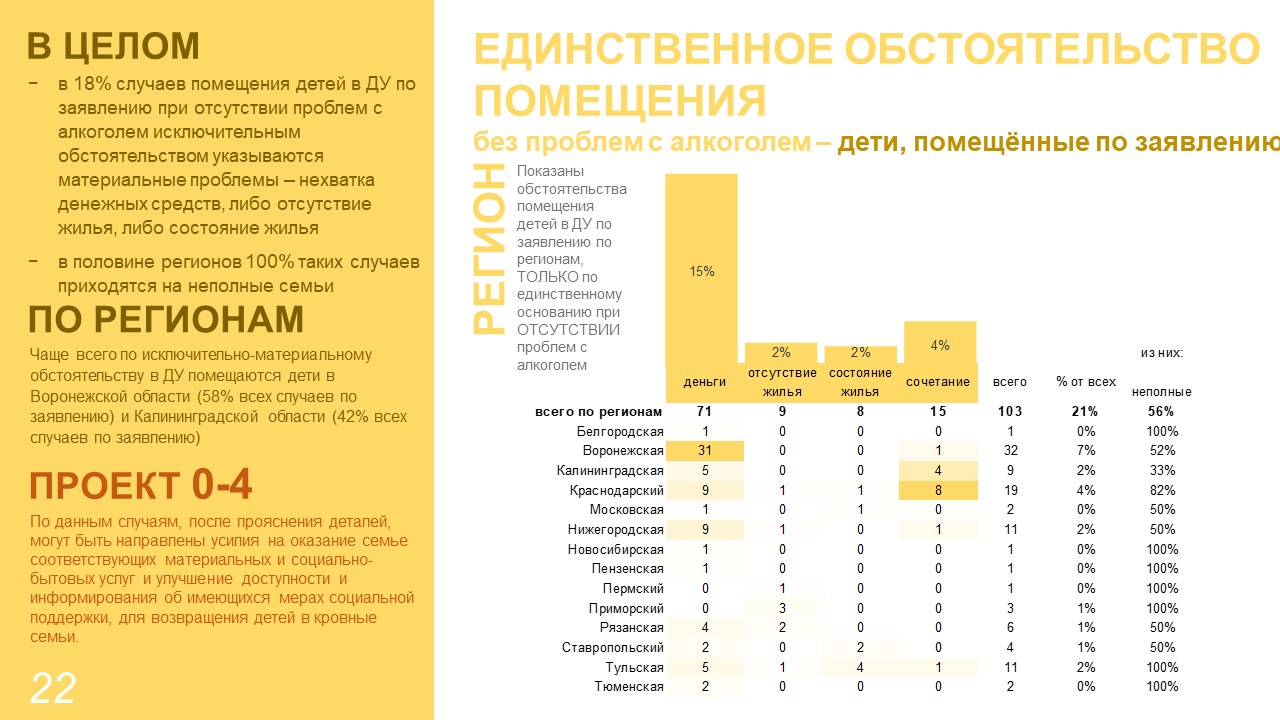 В ЦЕЛОМ
− в 18% случаев помещения детей в ДУ по
заявлению при отсутствии проблем с
алкоголем исключительным
обстоятельством указываются
материальные проблемы – нехватка
денежных средств, либо отсутствие
жилья, либо состояние жилья
− в половине регионов 100% таких случаев
приходятся на неполные семьи
ПО РЕГИОНАМ
Чаще всего по исключительно-материальному
обстоятельству в ДУ помещаются дети в
Воронежской области (58% всех случаев по
заявлению) и Калининградской области (42% всех
случаев по заявлению)
ПРОЕКТ 0-4
По данным случаям, после прояснения деталей,
могут быть направлены усилия на оказание семье
соответствующих материальных и социально-
бытовых услуг и улучшение доступности и
информирования об имеющихся мерах социальной
поддержки, для возвращения детей в кровные
семьи.
22
ЕДИНСТВЕННОЕ ОБСТОЯТЕЛЬСТВО
ПОМЕЩЕНИЯ
без проблем с алкоголем – дети, помещённые по заявлению
РЕГИОН
Показаны
обстоятельства
помещения
детей в ДУ по
заявлению по
регионам,
ТОЛЬКО по
единственному
основанию при
ОТСУТСТВИИ
проблем с
алкоголем
15% 2% 2% 4%
из них:
деньги отсутствие жилья состояние жилья сочетание всего % от всех неполные
всего по регионам 71 9 8 15 103 21% 56%
Белгородская 1 0 0 0 1 0% 100%
Воронежская 31 0 0 1 32 7% 52%
Калининградская 5 0 0 4 9 2% 33%
Краснодарский 9 1 1 8 19 4% 82%
Московская 1 0 1 0 2 0% 50%
Нижегородская 9 1 0 1 11 2% 50%
Новосибирская 1 0 0 0 1 0% 100%
Пензенская 1 0 0 0 1 0% 100%
Пермский 0 1 0 0 1 0% 100%
Приморский 0 3 0 0 3 1% 100%
Рязанская 4 2 0 0 6 1% 50%
Ставропольский 2 0 2 0 4 1% 50%
Тульская 5 1 4 1 11 2% 100%
Тюменская 2 0 0 0 2 0% 100%